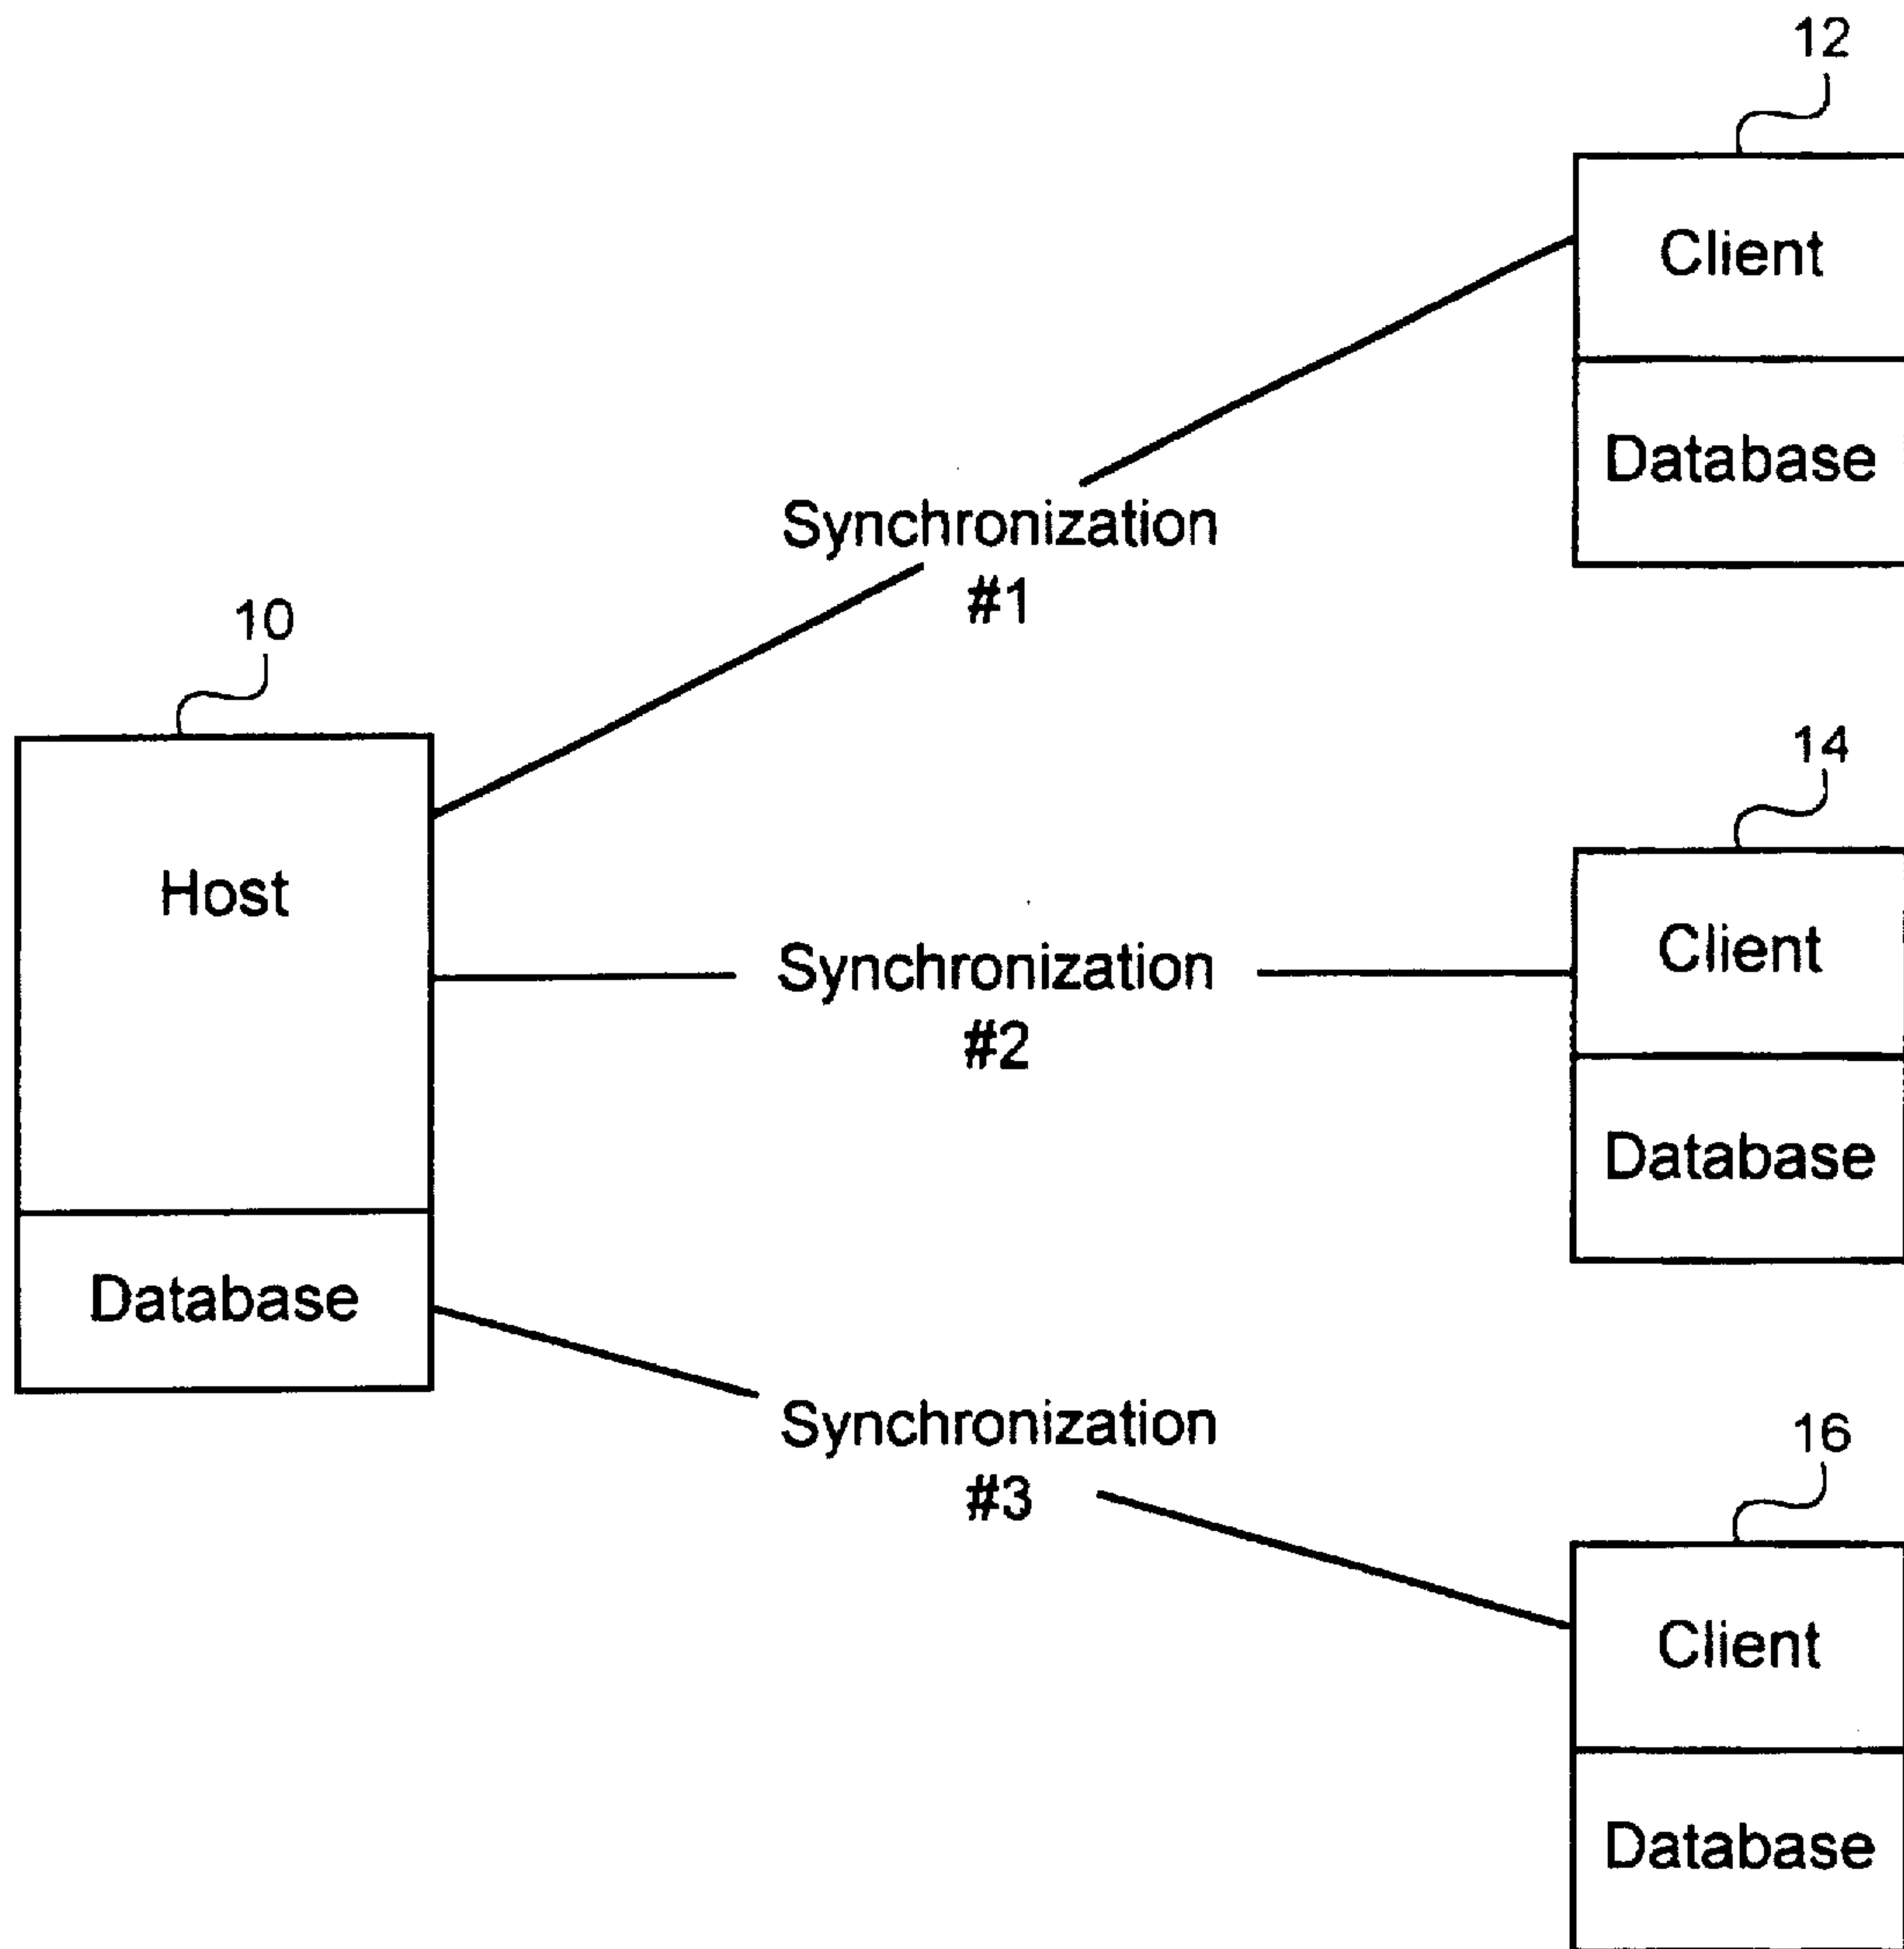 12
Client
Database
Synchronization
#1
10
Host
Database
14
Client
Database
Synchronization
#2
Synchronization
#3
16
Client
Database